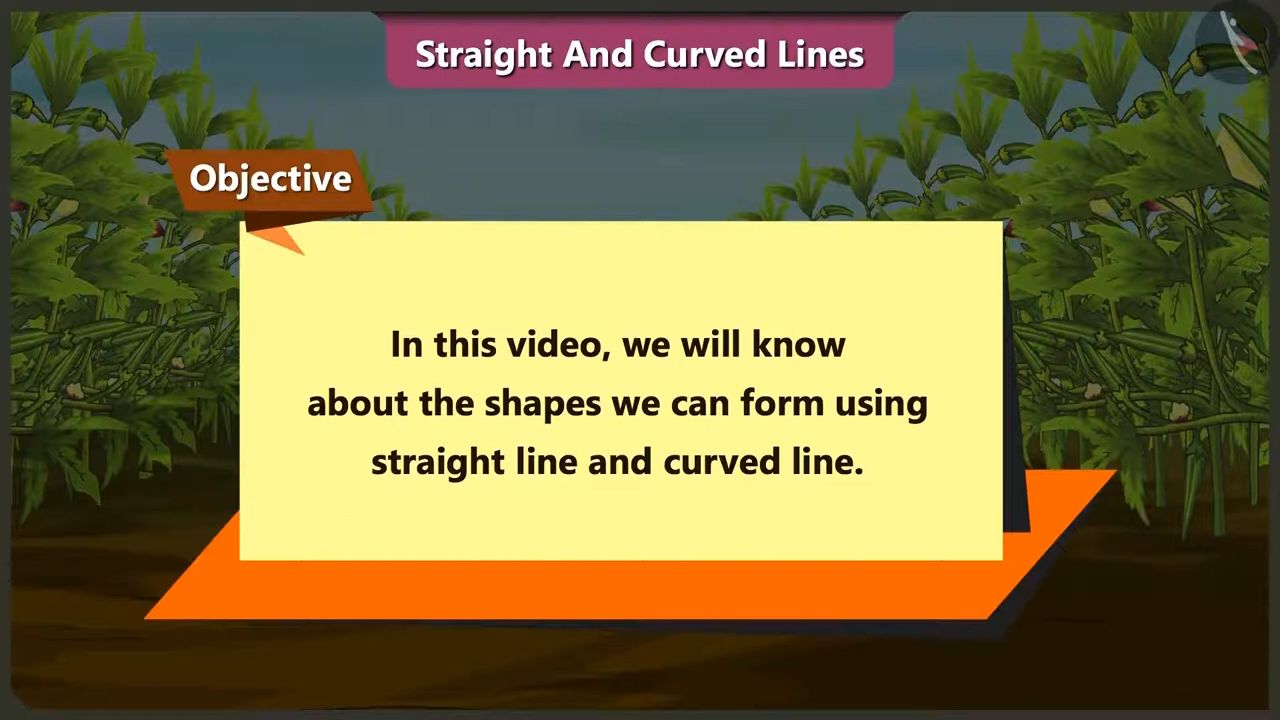 Straight And Curved Lines
Objective
In this video, we will know
about the shapes we can form using
straight line and curved line.